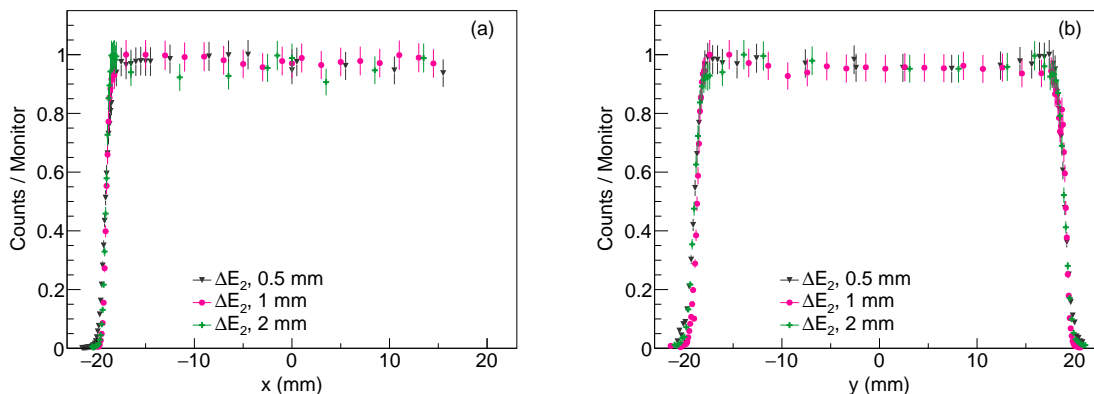 (a)
Counts / Monitor
1
0.8
0.6
0.4
0.2
0
ΔE₂, 0.5 mm
ΔE₂, 1 mm
ΔE₂, 2 mm
−20 −10 0 10 20
x (mm)
(b)
Counts / Monitor
1
0.8
0.6
0.4
0.2
0
ΔE₂, 0.5 mm
ΔE₂, 1 mm
ΔE₂, 2 mm
−20 −10 0 10 20
y (mm)